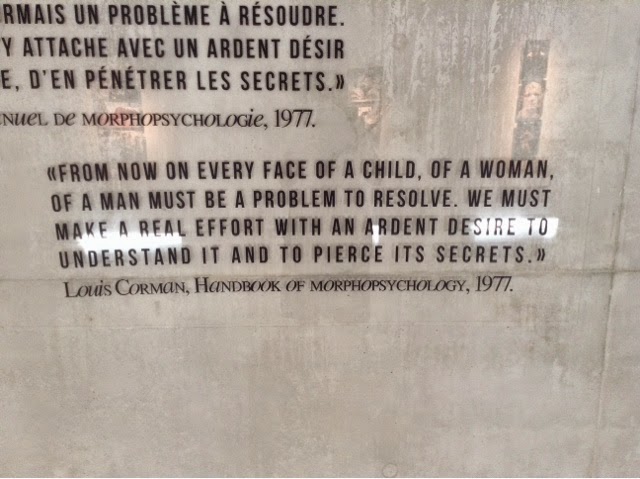 RMAIS UN PROBLÈME À RÉSOUDRE.
Y ATTACHE AVEC UN ARDENT DÉSIR
E, D'EN PÉNÉTRER LES SECRETS.»
NUEL DE MORPHOPSYCHOLOGIE, 1977.
«FROM NOW ON EVERY FACE OF A CHILD, OF A WOMAN,
OF A MAN MUST BE A PROBLEM TO RESOLVE. WE MUST
MAKE A REAL EFFORT WITH AN ARDENT DESIRE TO
UNDERSTAND IT AND TO PIERCE ITS SECRETS.»
LOUIS CORMAN, HANDBOOK OF MORPHOPSYCHOLOGY, 1977.